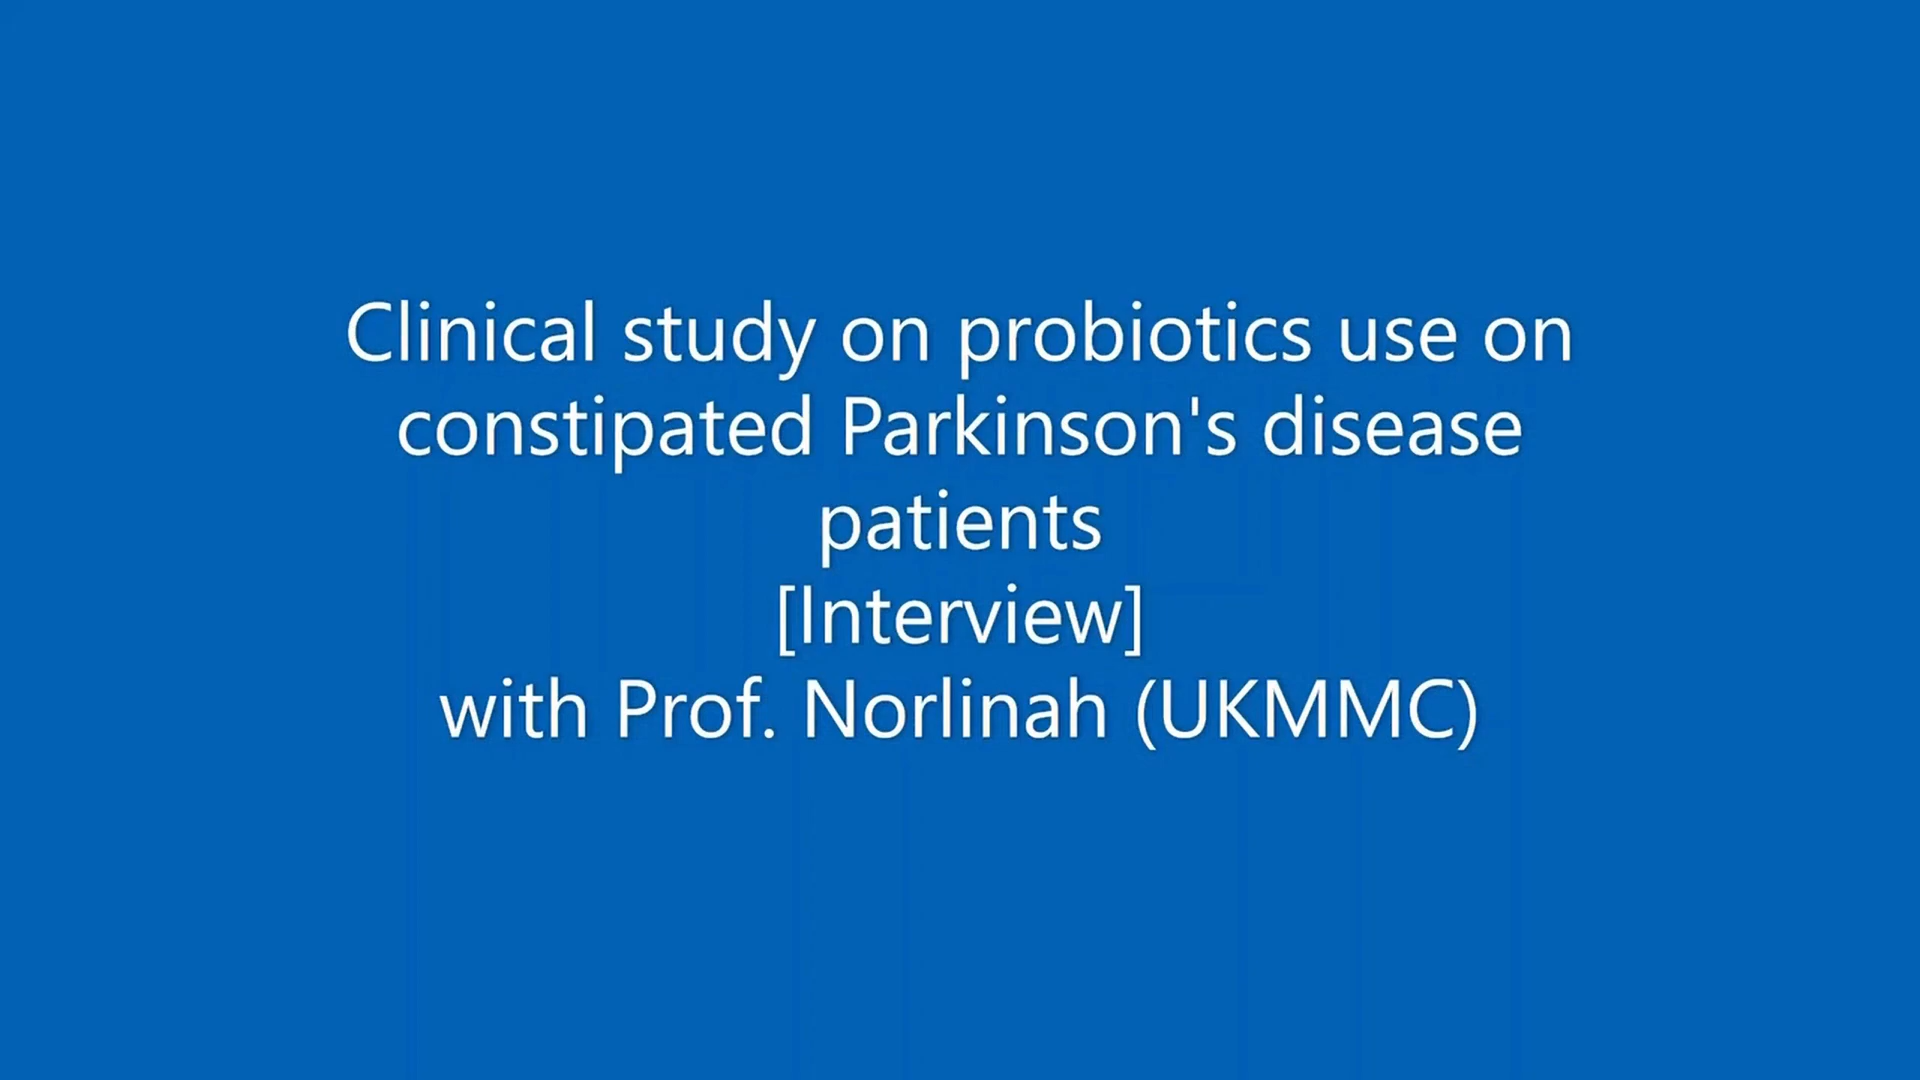 Clinical study on probiotics use on
constipated Parkinson's disease
patients
[Interview]
with Prof. Norlinah (UKMMC)